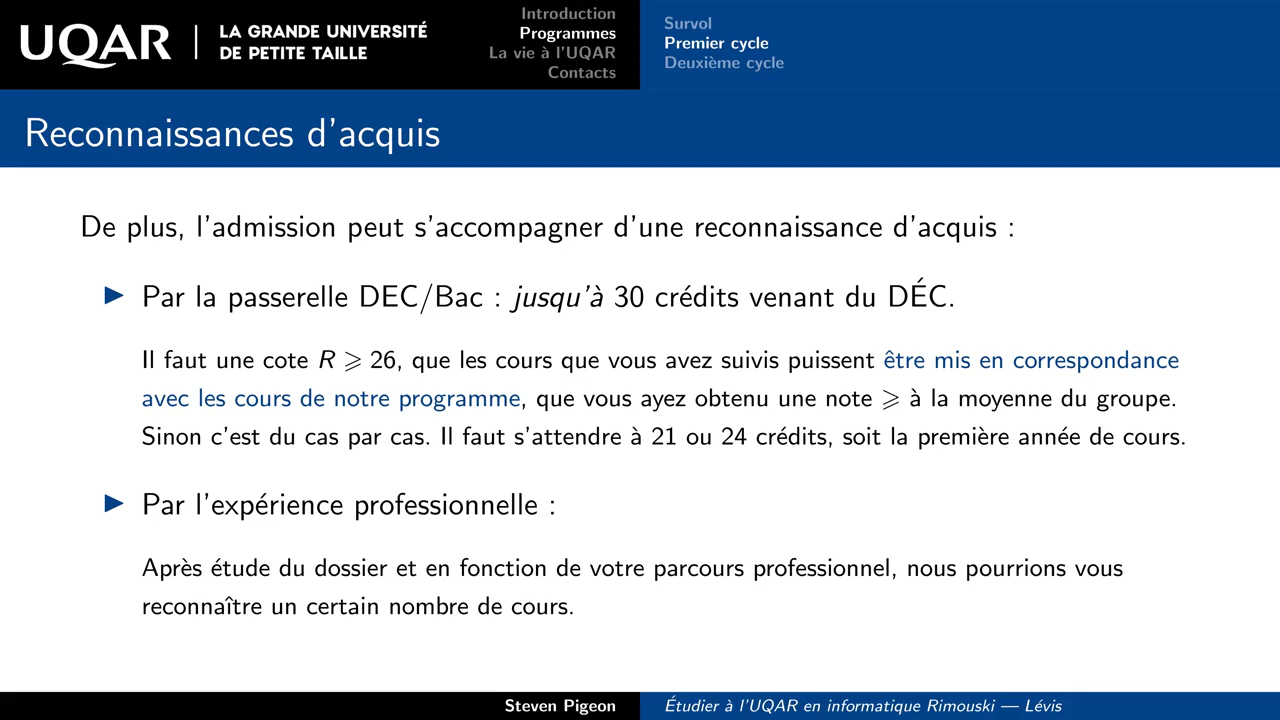 UQAR
LA GRANDE UNIVERSITÉ
DE PETITE TAILLE
Introduction
Programmes
La vie à l'UQAR
Contacts
Survol
Premier cycle
Deuxième cycle
Reconnaissances d'acquis
De plus, l'admission peut s'accompagner d'une reconnaissance d'acquis :
▶ Par la passerelle DEC/Bac : jusqu'à 30 crédits venant du DÉC.
Il faut une cote R ⩾ 26, que les cours que vous avez suivis puissent être mis en correspondance
avec les cours de notre programme, que vous ayez obtenu une note ⩾ à la moyenne du groupe.
Sinon c'est du cas par cas. Il faut s'attendre à 21 ou 24 crédits, soit la première année de cours.
▶ Par l'expérience professionnelle :
Après étude du dossier et en fonction de votre parcours professionnel, nous pourrions vous
reconnaître un certain nombre de cours.
Steven Pigeon
Étudier à l'UQAR en informatique Rimouski — Lévis